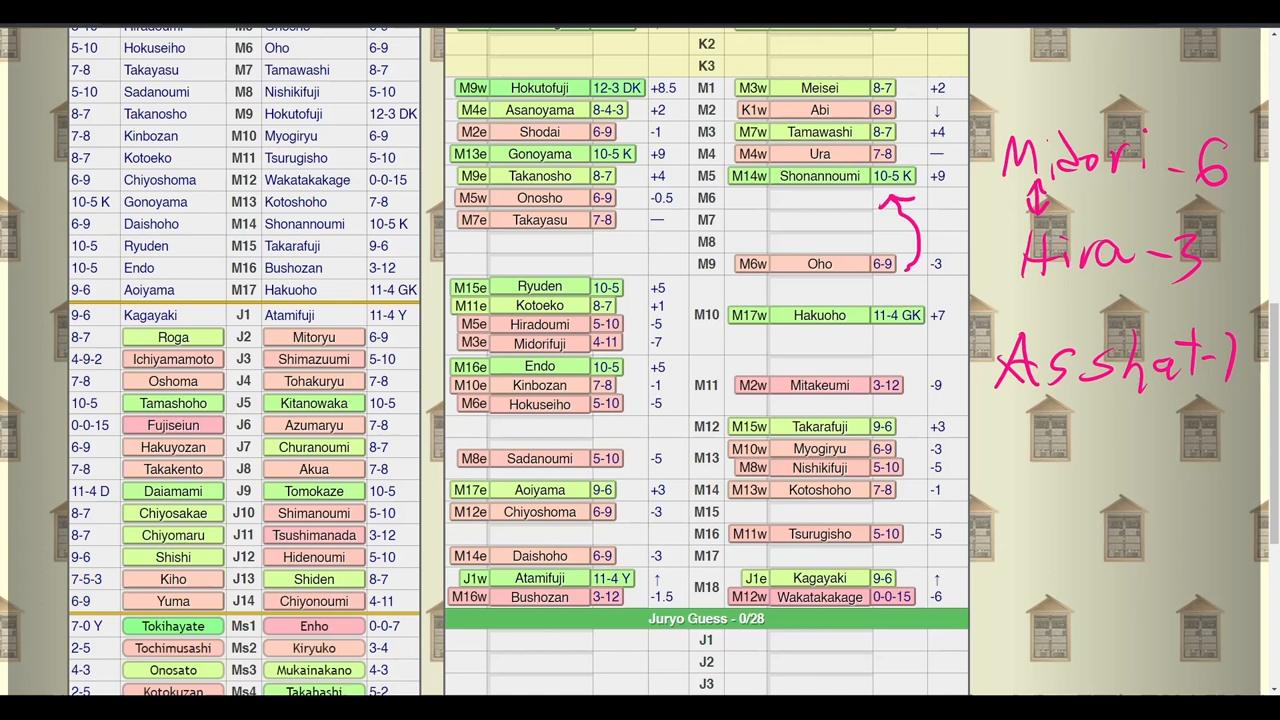 5-10 Hokuseiho M6 Oho 6-9
7-8 Takayasu M7 Tamawashi 8-7
5-10 Sadanoumi M8 Nishikifuji 5-10
8-7 Takanosho M9 Hokutofuji 12-3 DK
7-8 Kinbozan M10 Myogiryu 6-9
8-7 Kotoeko M11 Tsurugisho 5-10
6-9 Chiyoshoma M12 Wakatakakage 0-0-15
10-5 K Gonoyama M13 Kotoshoho 7-8
6-9 Daishoho M14 Shonannoumi 10-5 K
10-5 Ryuden M15 Takarafuji 9-6
10-5 Endo M16 Bushozan 3-12
9-6 Aoiyama M17 Hakuoho 11-4 GK
9-6 Kagayaki J1 Atamifuji 11-4 Y
8-7 Roga J2 Mitoryu 6-9
4-9-2 Ichiyamamoto J3 Shimazuumi 5-10
7-8 Oshoma J4 Tohakuryu 7-8
10-5 Tamashoho J5 Kitanowaka 10-5
0-0-15 Fujiseiun J6 Azumaryu 7-8
6-9 Hakuyozan J7 Churanoumi 8-7
7-8 Takakento J8 Akua 7-8
11-4 D Daiamami J9 Tomokaze 10-5
8-7 Chiyosakae J10 Shimanoumi 5-10
8-7 Chiyomaru J11 Tsushimanada 3-12
9-6 Shishi J12 Hidenoumi 5-10
7-5-3 Kiho J13 Shiden 8-7
6-9 Yuma J14 Chiyonoumi 4-11
7-0 Y Tokihayate Ms1 Enho 0-0-7
2-5 Tochimusashi Ms2 Kiryuko 3-4
4-3 Onosato Ms3 Mukainakano 4-3
2-5 Kotokuzan Ms4 Takahashi 5-2
K2
K3
M9w Hokutofuji 12-3 DK +8.5 M1 M3w Meisei 8-7 +2
M4e Asanoyama 8-4-3 +2 M2 K1w Abi 6-9 ↓
M2e Shodai 6-9 -1 M3 M7w Tamawashi 8-7 +4
M13e Gonoyama 10-5 K +9 M4 M4w Ura 7-8 —
M9e Takanosho 8-7 +4 M5 M14w Shonannoumi 10-5 K +9
M5w Onosho 6-9 -0.5 M6
M7e Takayasu 7-8 — M7
M8
M9 M6w Oho 6-9 -3
M15e Ryuden 10-5 +5
M11e Kotoeko 8-7 +1
M10 M17w Hakuoho 11-4 GK +7
M5e Hiradoumi 5-10 -5
M3e Midorifuji 4-11 -7
M16e Endo 10-5 +5
M10e Kinbozan 7-8 -1 M11 M2w Mitakeumi 3-12 -9
M6e Hokuseiho 5-10 -5
M12 M15w Takarafuji 9-6 +3
M10w Myogiryu 6-9 -3
M8e Sadanoumi 5-10 -5 M13
M8w Nishikifuji 5-10 -5
M17e Aoiyama 9-6 +3 M14 M13w Kotoshoho 7-8 -1
M12e Chiyoshoma 6-9 -3 M15
M16 M11w Tsurugisho 5-10 -5
M14e Daishoho 6-9 -3 M17
J1w Atamifuji 11-4 Y ↑ J1e Kagayaki 9-6 ↑
M18
M16w Bushozan 3-12 -1.5 M12w Wakatakakage 0-0-15 -6
Juryo Guess - 0/28
J1
J2
J3
Midori - 6
Hira - 3
Asshat-1